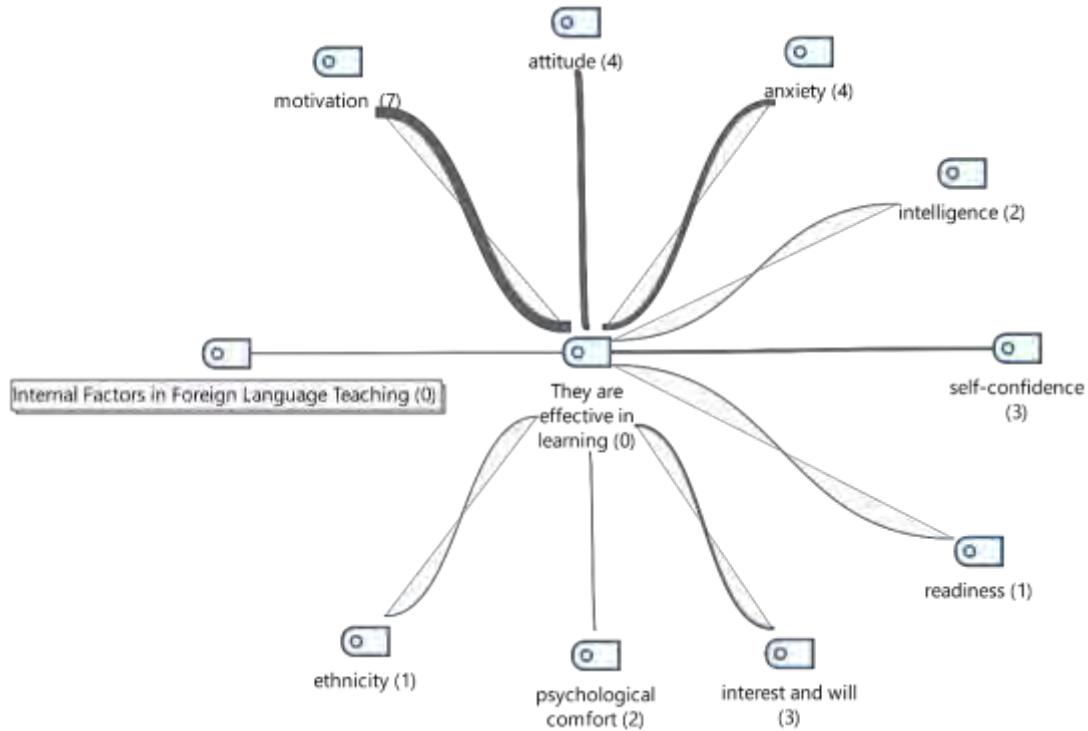 attitude (4)
motivation (7)
anxiety (4)
intelligence (2)
self-confidence
(3)
Internal Factors in Foreign Language Teaching (0)
They are
effective in
learning (0)
readiness (1)
ethnicity (1)
psychological
comfort (2)
interest and will
(3)